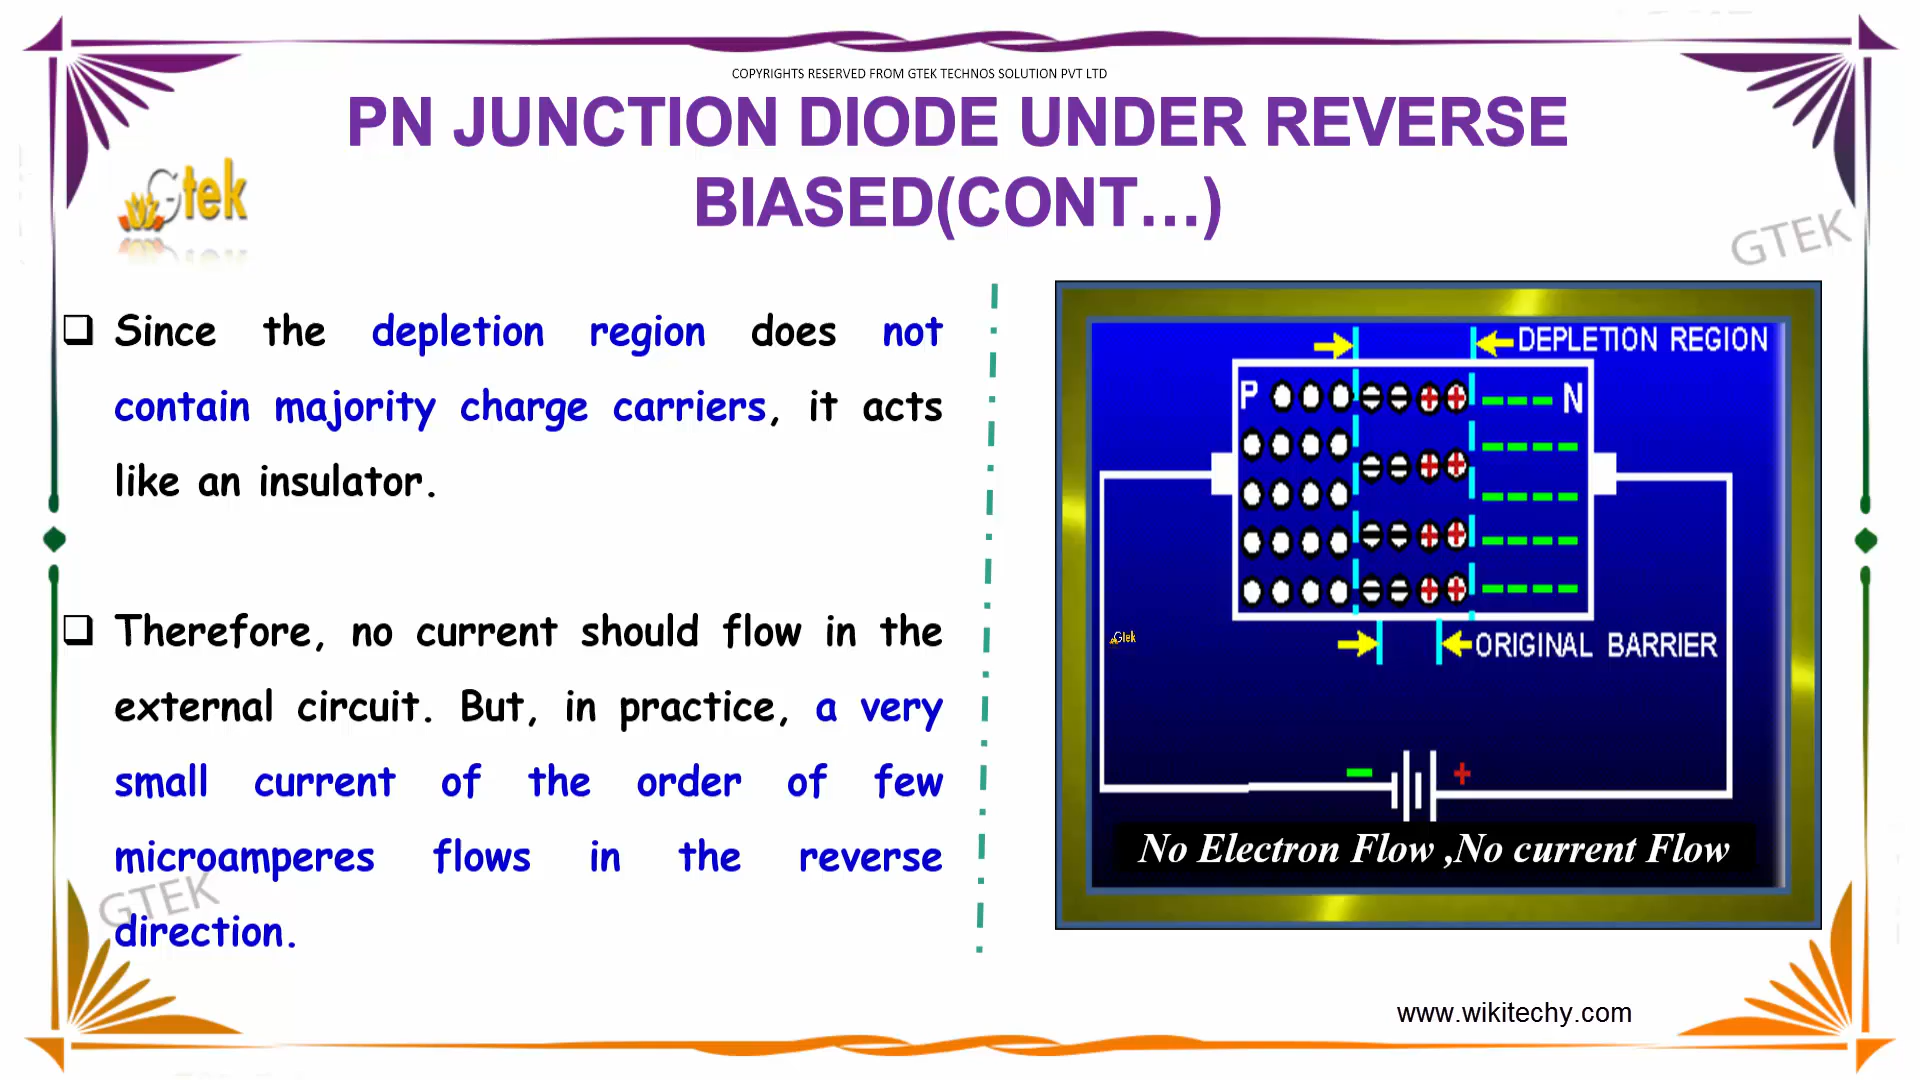 COPYRIGHTS RESERVED FROM GTEK TECHNOS SOLUTION PVT LTD
PN JUNCTION DIODE UNDER REVERSE
BIASED(CONT...)
Gtek
GTEK
Since the depletion region does not
contain majority charge carriers, it acts
like an insulator.
Therefore, no current should flow in the
external circuit. But, in practice, a very
small current of the order of few
microamperes flows in the reverse
direction.
GTEK
DEPLETION REGION
P
N
Gtek
ORIGINAL BARRIER
− +
No Electron Flow ,No current Flow
www.wikitechy.com